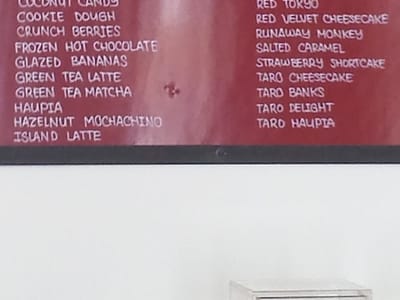 COCONUT CANDY
COOKIE DOUGH
CRUNCH BERRIES
FROZEN HOT CHOCOLATE
GLAZED BANANAS
GREEN TEA LATTE
GREEN TEA MATCHA
HAUPIA
HAZELNUT MOCHACHINO
ISLAND LATTE
RED TOKYO
RED VELVET CHEESECAKE
RUNAWAY MONKEY
SALTED CARAMEL
STRAWBERRY SHORTCAKE
TARO CHEESECAKE
TARO BANKS
TARO DELIGHT
TARO HAUPIA